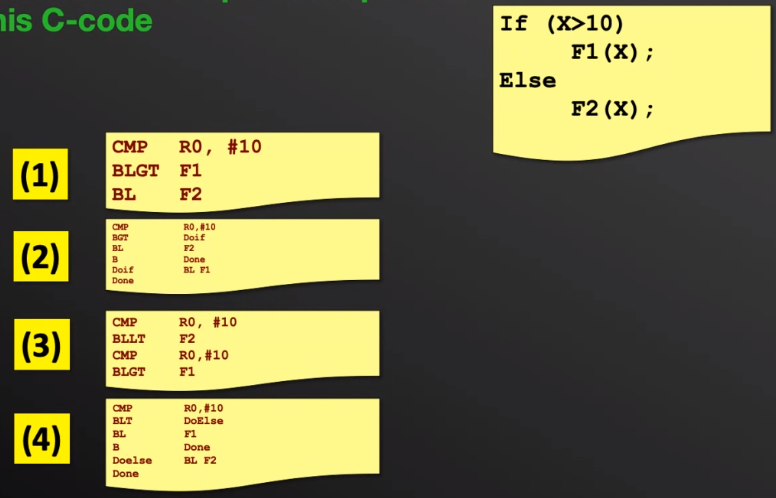 his C-code
If (X>10)
F1(X);
Else
F2(X);
(1)
CMP R0, #10
BLGT F1
BL F2
(2)
CMP R0,#10
BGT Doif
BL F2
B Done
Doif BL F1
Done
(3)
CMP R0, #10
BLLT F2
CMP R0,#10
BLGT F1
(4)
CMP R0,#10
BLT DoElse
BL F1
B Done
Doelse BL F2
Done